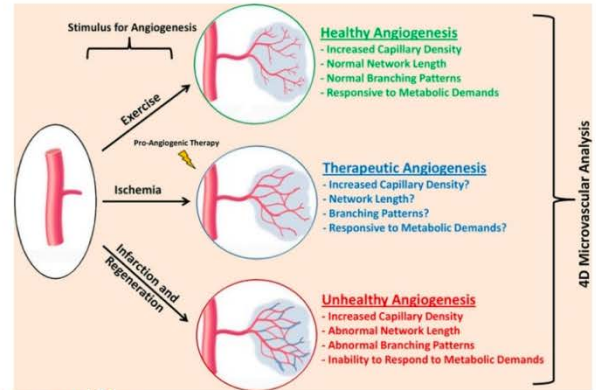 Stimulus for Angiogenesis
Exercise
Healthy Angiogenesis
- Increased Capillary Density
- Normal Network Length
- Normal Branching Patterns
- Responsive to Metabolic Demands
Pro-Angiogenic Therapy
Ischemia
Therapeutic Angiogenesis
- Increased Capillary Density?
- Network Length?
- Branching Patterns?
- Responsive to Metabolic Demands?
Infarction and
Regeneration
Unhealthy Angiogenesis
- Increased Capillary Density
- Abnormal Network Length
- Abnormal Branching Patterns
- Inability to Respond to Metabolic Demands
4D Microvascular Analysis